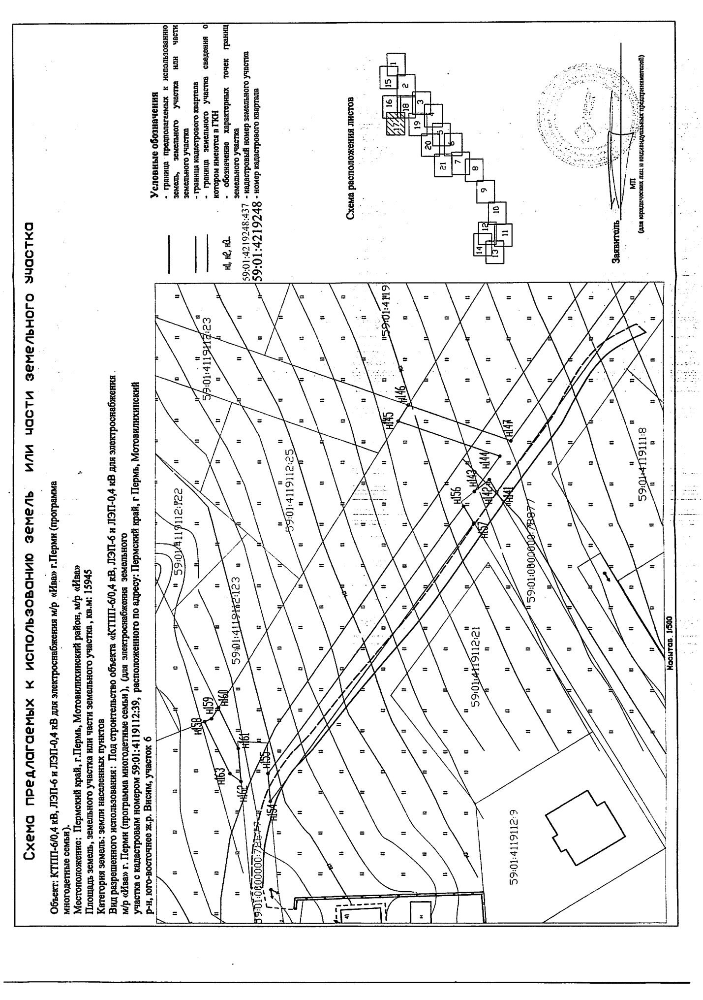 Схема предлагаемых к использованию земель или части земельного участка
Объект: КТПП-6/0,4 кВ, ЛЭП-6 и ЛЭП-0,4 кВ для электроснабжения м/р «Ива» г.Перми (программа
многодетные семьи).
Местоположение: Пермский край, г.Пермь, Мотовилихинский район, м/р «Ива»
Площадь земель, земельного участка или части земельного участка, кв.м: 15945
Категория земель: земли населенных пунктов
Вид разрешенного использования: Под строительство объекта «КТПП-6/0,4 кВ, ЛЭП-6 и ЛЭП-0,4 кВ для электроснабжения
м/р «Ива» г. Перми (программа многодетные семьи), (для электроснабжения земельного
участка с кадастровым номером 59:01:4119112:39, расположенного по адресу: Пермский край, г Пермь, Мотовилихинский
р-н, юго-восточнее ж.р. Висим, участок 6
Условные обозначения
- граница предполагаемых к использованию
земель, земельного участка или части
земельного участка
- граница кадастрового квартала
- граница земельного участка сведения о
котором имеются в ГКН
н1, н2, н3..
- обозначение характерных точек границ
земельного участка
59:01:4219248:437 - кадастровый номер земельного участка
59:01:4219248 - номер кадастрового квартала
Схема расположения листов
1
15
2
16
18
3
17
19
4
5
20
6
21
7
8
9
10
12
11
14
13
Заявитель
МП
(для юридических лиц и индивидуальных предпринимателей)
59:01:4119112:23
59:01:4119
59:01:4119112:122
59:01:4119112:25
59:01:4119112:123
59:01:4119111:8
59:01:0000000:78877
59:01:4119112:21
59:01:4119112:9
59:01:0000000:78877
н146
н145
н147
н144
н143
н142
н141
н156
н157
н158
н159
н160
н161
н163
н162
н155
н154
Масштаб 1:500